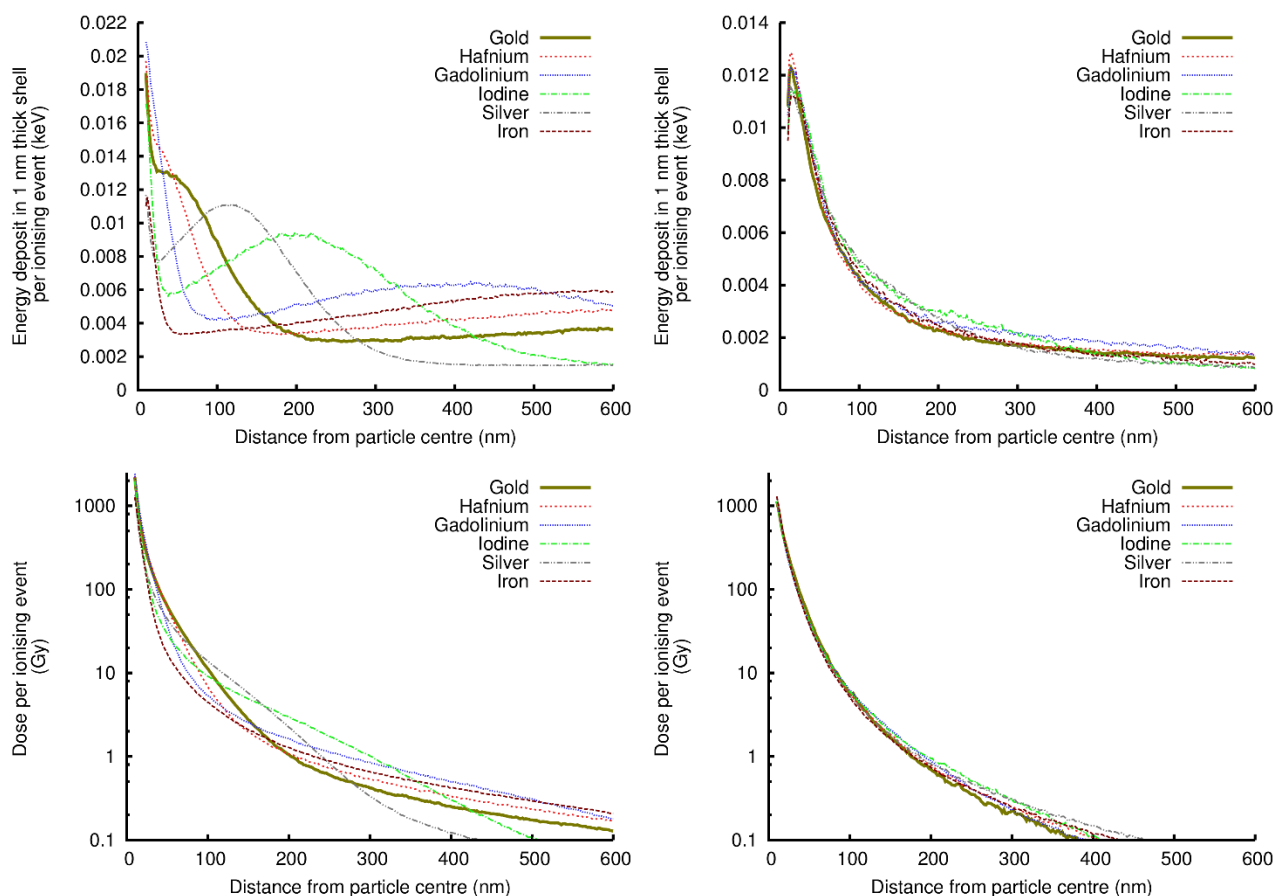 Energy deposit in 1 nm thick shell
per ionising event (keV)
0.022
0.02
0.018
0.016
0.014
0.012
0.01
0.008
0.006
0.004
0.002
0
Gold
Hafnium
Gadolinium
Iodine
Silver
Iron
0 100 200 300 400 500 600
Distance from particle centre (nm)
Energy deposit in 1 nm thick shell
per ionising event (keV)
0.014
0.012
0.01
0.008
0.006
0.004
0.002
0
Gold
Hafnium
Gadolinium
Iodine
Silver
Iron
0 100 200 300 400 500 600
Distance from particle centre (nm)
Dose per ionising event
(Gy)
1000
100
10
1
0.1
Gold
Hafnium
Gadolinium
Iodine
Silver
Iron
0 100 200 300 400 500 600
Distance from particle centre (nm)
Dose per ionising event
(Gy)
1000
100
10
1
0.1
Gold
Hafnium
Gadolinium
Iodine
Silver
Iron
0 100 200 300 400 500 600
Distance from particle centre (nm)